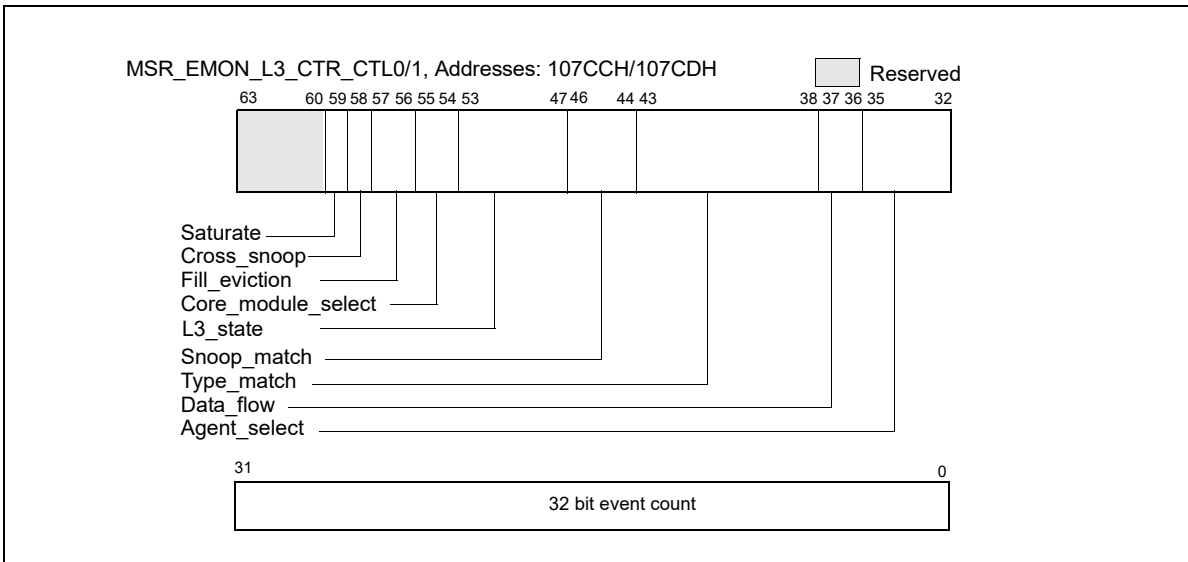 MSR_EMON_L3_CTR_CTL0/1, Addresses: 107CCH/107CDH
Reserved
63 60 59 58 57 56 55 54 53 47 46 44 43 38 37 36 35 32
Saturate
Cross_snoop
Fill_eviction
Core_module_select
L3_state
Snoop_match
Type_match
Data_flow
Agent_select
31 0
32 bit event count